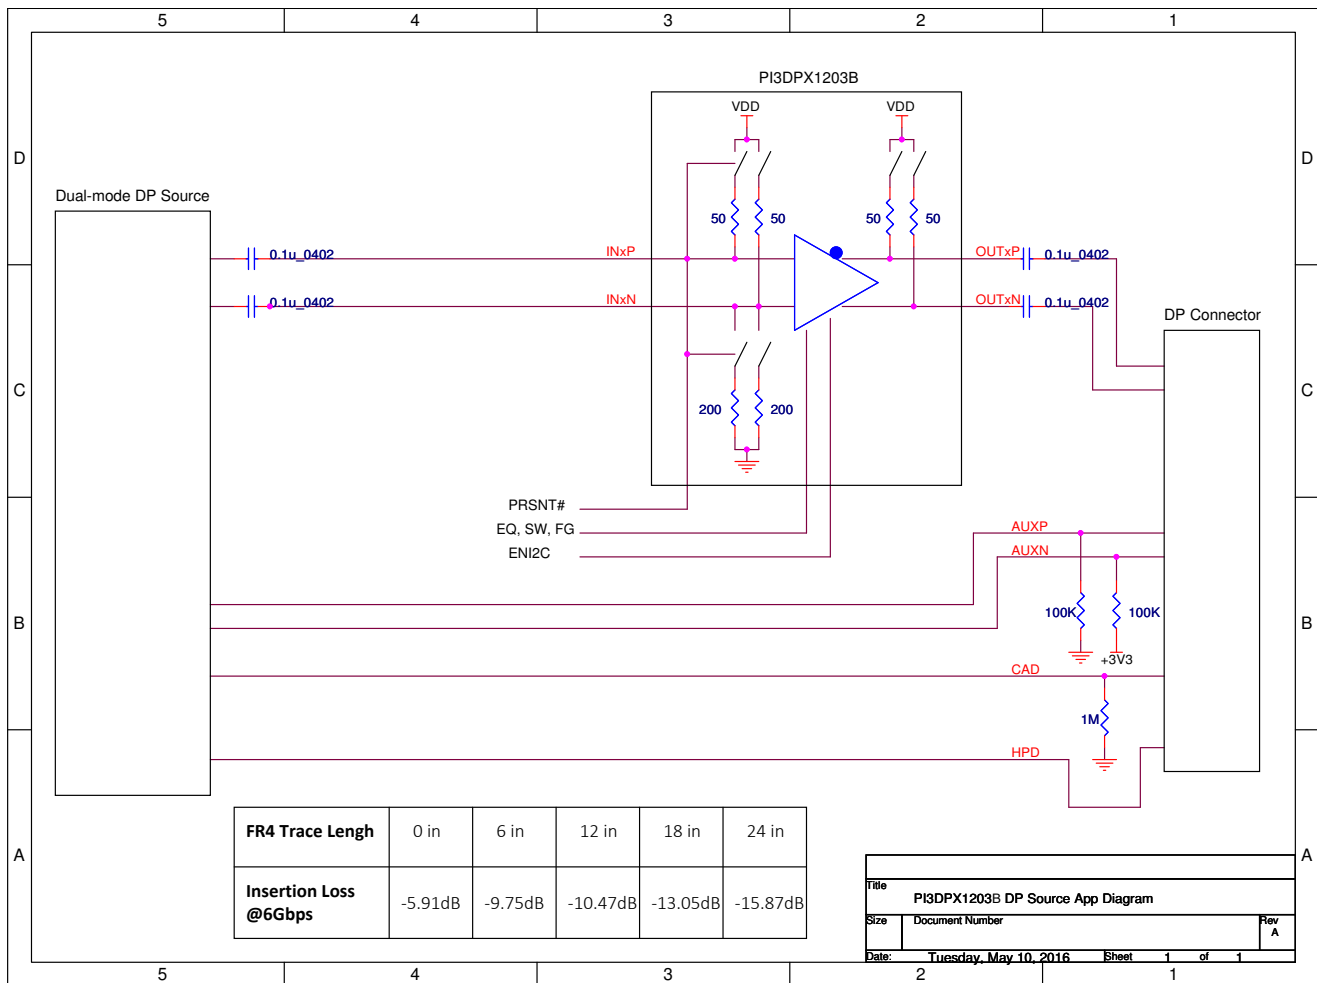 5 4 3 2 1
PI3DPX1203B
VDD VDD
D D
Dual-mode DP Source
50 50 50 50
0.1u_0402 INxP OUTxP 0.1u_0402
0.1u_0402 INxN OUTxN 0.1u_0402
DP Connector
C C
200 200
PRSNT#
EQ, SW, FG
ENI2C
AUXP
AUXN
B B
100K 100K
+3V3
CAD
1M
HPD
FR4 Trace Lengh 0 in 6 in 12 in 18 in 24 in
A A
Insertion Loss
@6Gbps -5.91dB -9.75dB -10.47dB -13.05dB -15.87dB
Title
PI3DPX1203B DP Source App Diagram
Size Document Number Rev
A
Date: Tuesday, May 10, 2016 Sheet 1 of 1
5 4 3 2 1